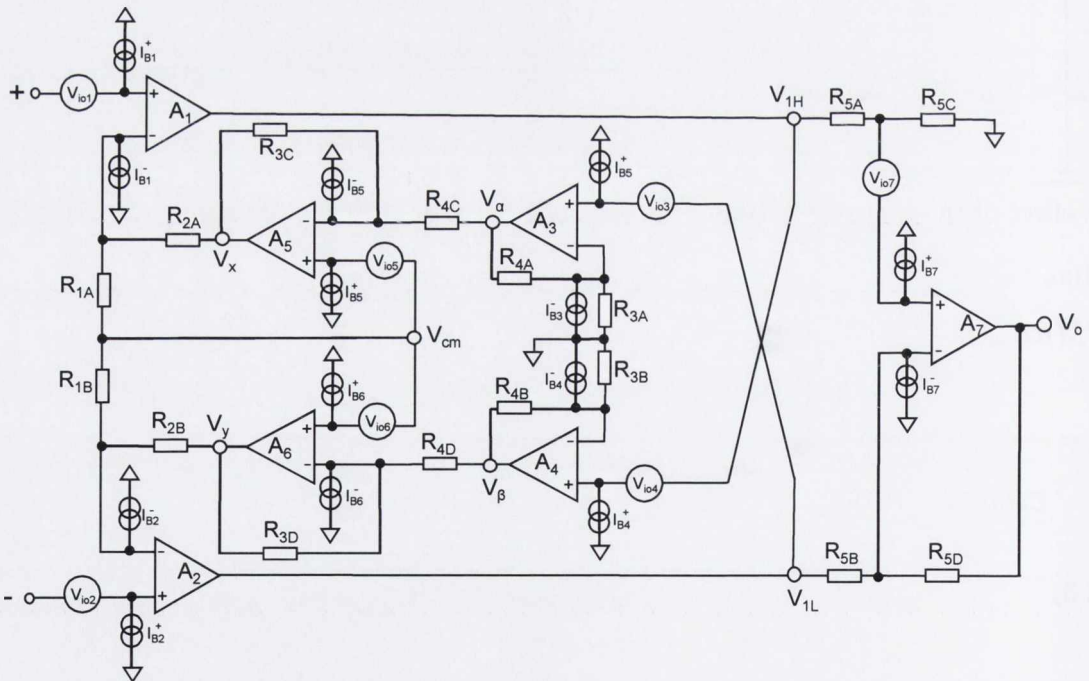 I_B1^+
+
V_io1
+
A_1
-
I_B1^-
V_1H
R_5A
R_5C
R_3C
I_B5^-
I_B5^+
V_io7
R_2A
V_x
-
A_5
+
R_4C
V_α
A_3
+
-
V_io3
V_io5
I_B5^+
R_4A
I_B7^+
R_1A
I_B3^-
R_3A
+
A_7
-
V_o
V_cm
R_1B
I_B6^+
I_B4^-
R_3B
I_B7^-
R_4B
R_2B
V_y
A_6
+
-
V_io6
R_4D
V_β
A_4
-
+
V_io4
I_B6^-
I_B4^+
I_B2^-
R_3D
-
A_2
+
R_5B
R_5D
-
V_io2
V_1L
I_B2^+